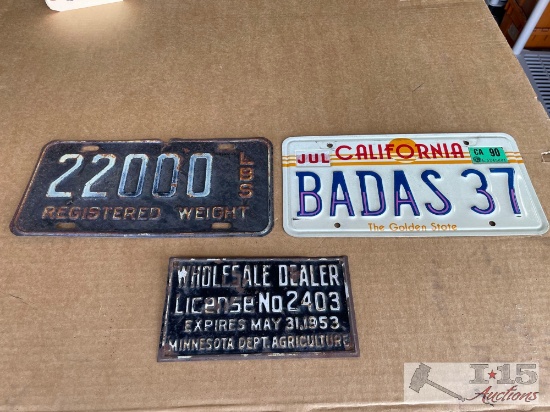 22000 LBS
REGISTERED WEIGHT
JUL CALIFORNIA CA 90
BADAS 37
The Golden State
WHOLESALE DEALER
License No 2403
EXPIRES MAY 31, 1953
MINNESOTA DEPT. AGRICULTURE
I★15
Auctions